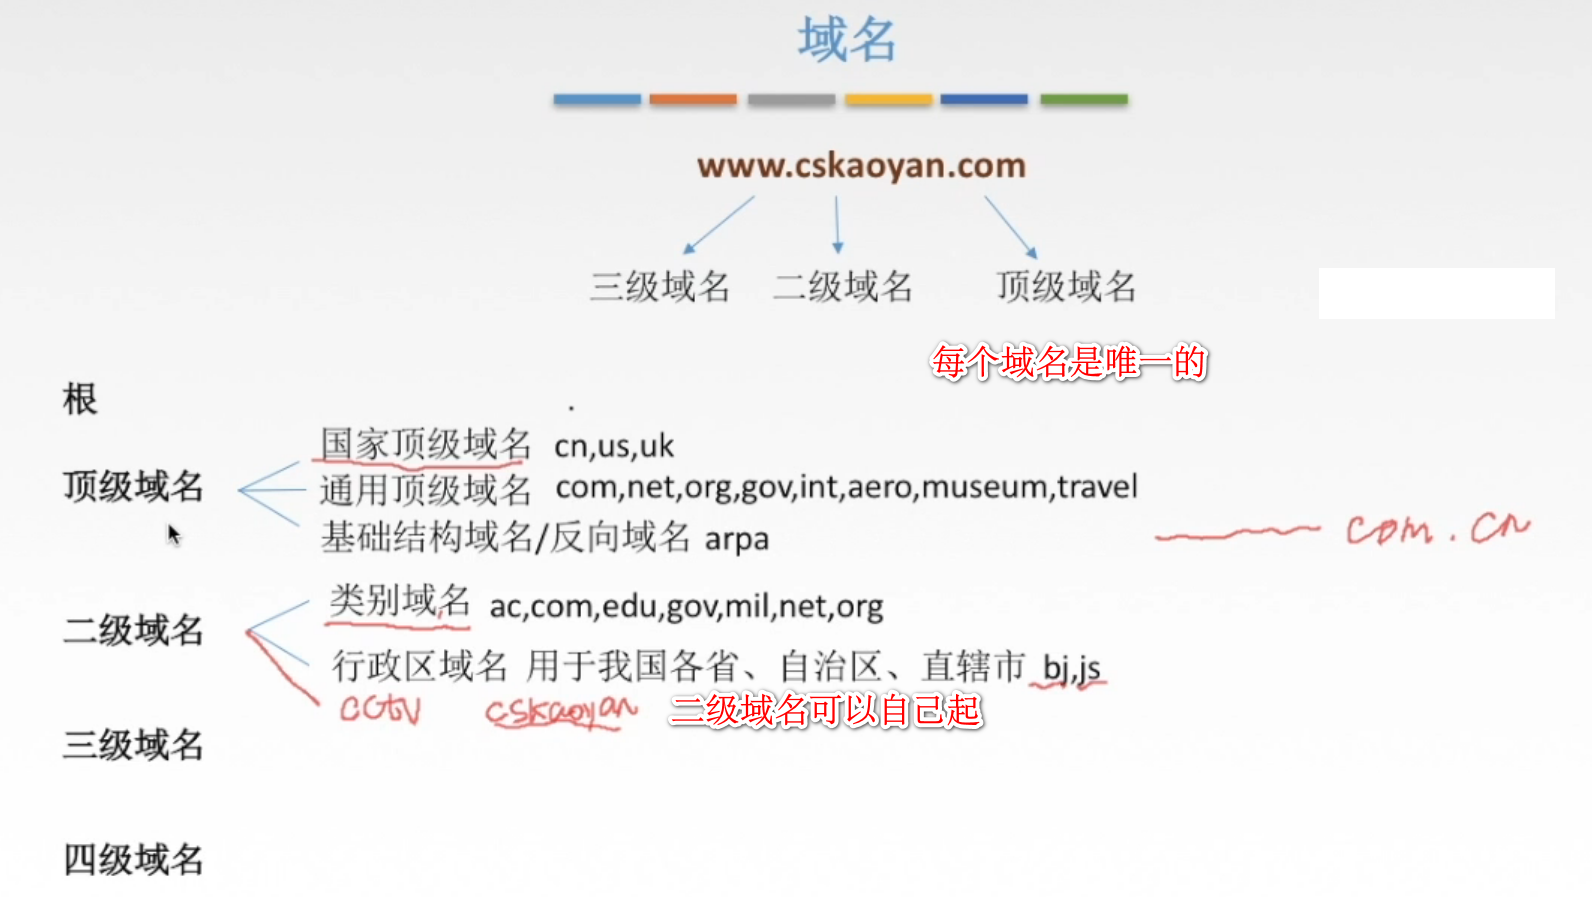 域名
www.cskaoyan.com
三级域名 二级域名 顶级域名
每个域名是唯一的
根 .
国家顶级域名 cn,us,uk
顶级域名 通用顶级域名 com,net,org,gov,int,aero,museum,travel
基础结构域名/反向域名 arpa
com.cn
类别域名 ac,com,edu,gov,mil,net,org
二级域名
行政区域名 用于我国各省、自治区、直辖市 bj,js
cctv cskaoyan 二级域名可以自己起
三级域名
四级域名